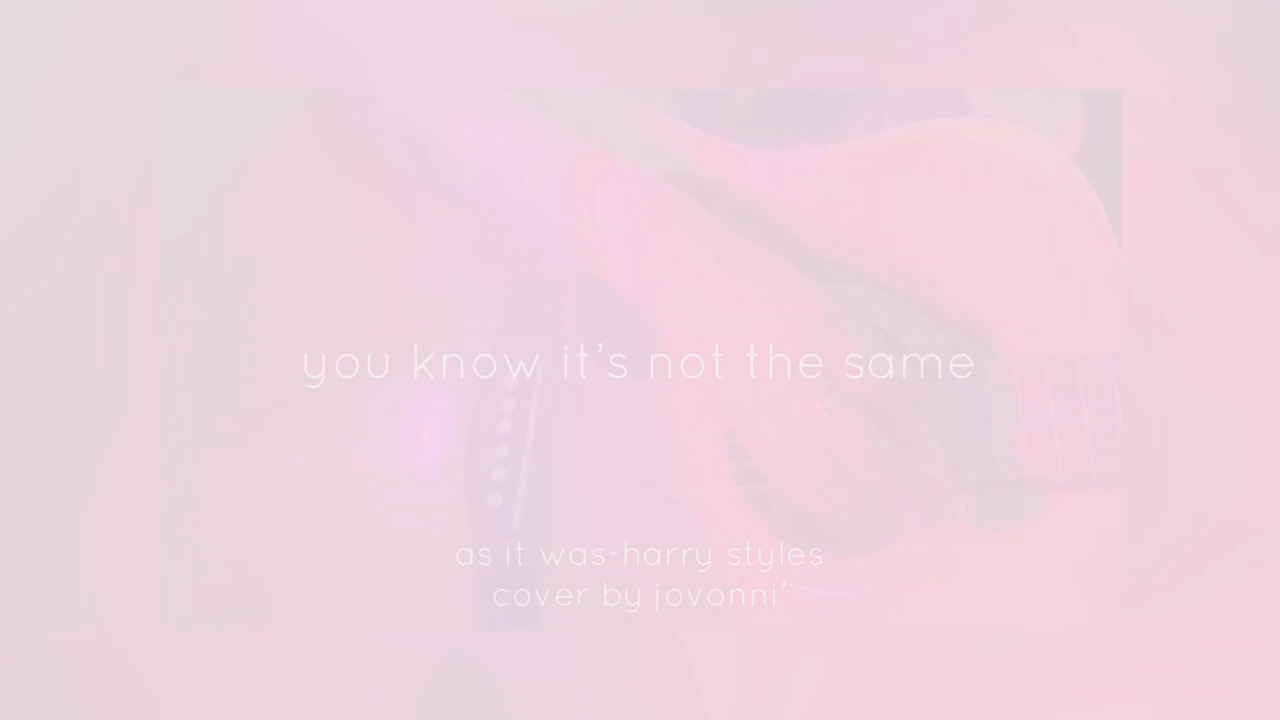 you know it's not the same
as it was-harry styles
cover by jovonni'